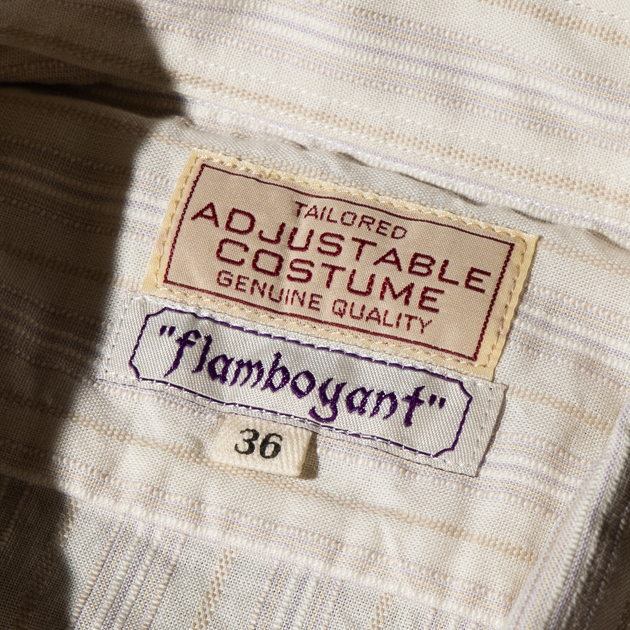 TAILORED
ADJUSTABLE
COSTUME
GENUINE QUALITY
"flamboyant"
36